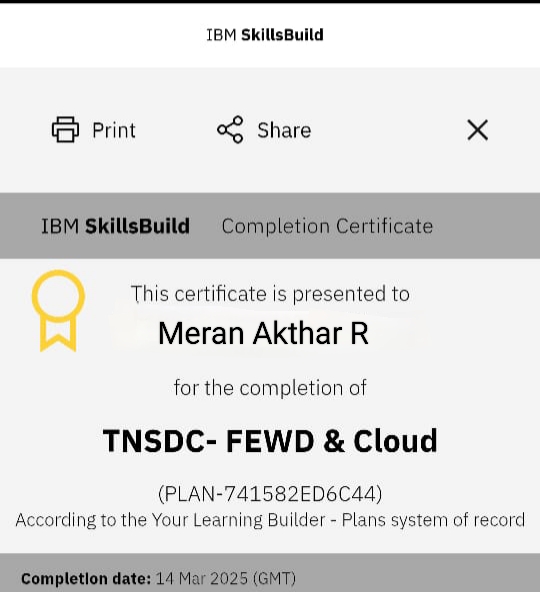 IBM SkillsBuild
Print Share
IBM SkillsBuild Completion Certificate
This certificate is presented to
Meran Akthar R
for the completion of
TNSDC- FEWD & Cloud
(PLAN-741582ED6C44)
According to the Your Learning Builder - Plans system of record
Completion date: 14 Mar 2025 (GMT)